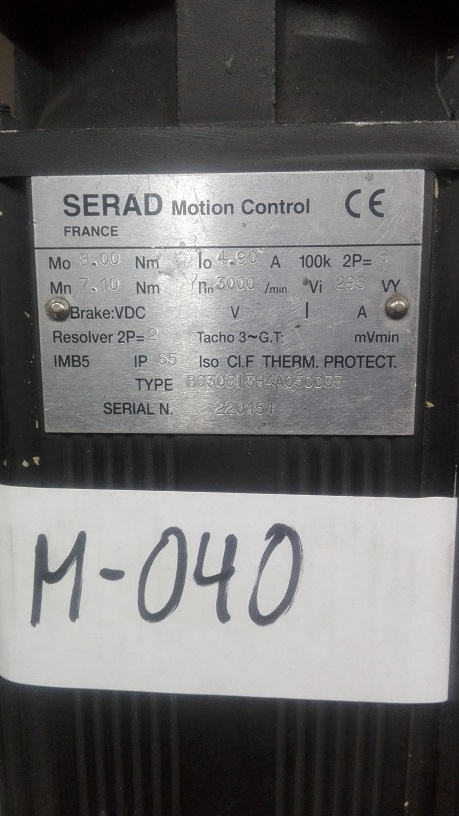 SERAD Motion Control CE
FRANCE
Mo 8.00 Nm Io 4.90 A 100k 2P= 8
Mn 7.10 Nm nn 3000 /min Vi 295 VY
Brake:VDC V I A
Resolver 2P= 2 Tacho 3~G.T: mVmin
IMB5 IP 65 Iso Cl.F THERM. PROTECT.
TYPE
SERIAL N. 220151
M-040